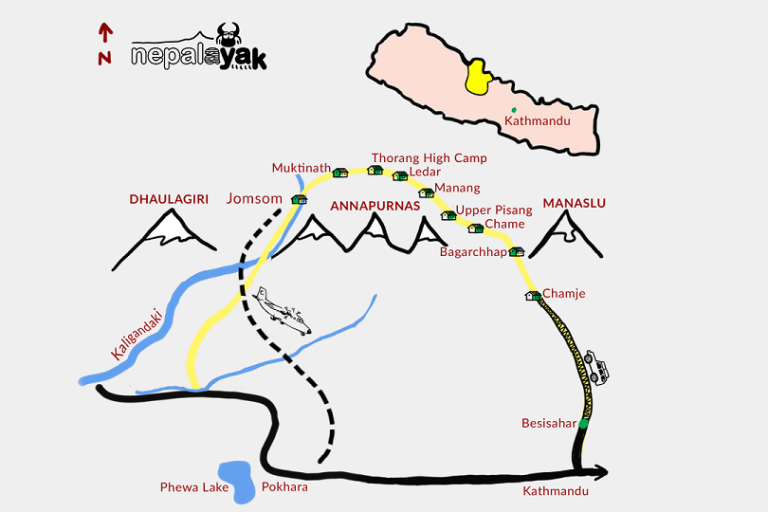 N
nepalayak
Kathmandu
Thorang High Camp
Muktinath
Ledar
Manang
DHAULAGIRI
Jomsom
ANNAPURNAS
Upper Pisang
MANASLU
Chame
Bagarchhap
Chamje
Kaligandaki
Besisahar
Phewa Lake
Pokhara
Kathmandu